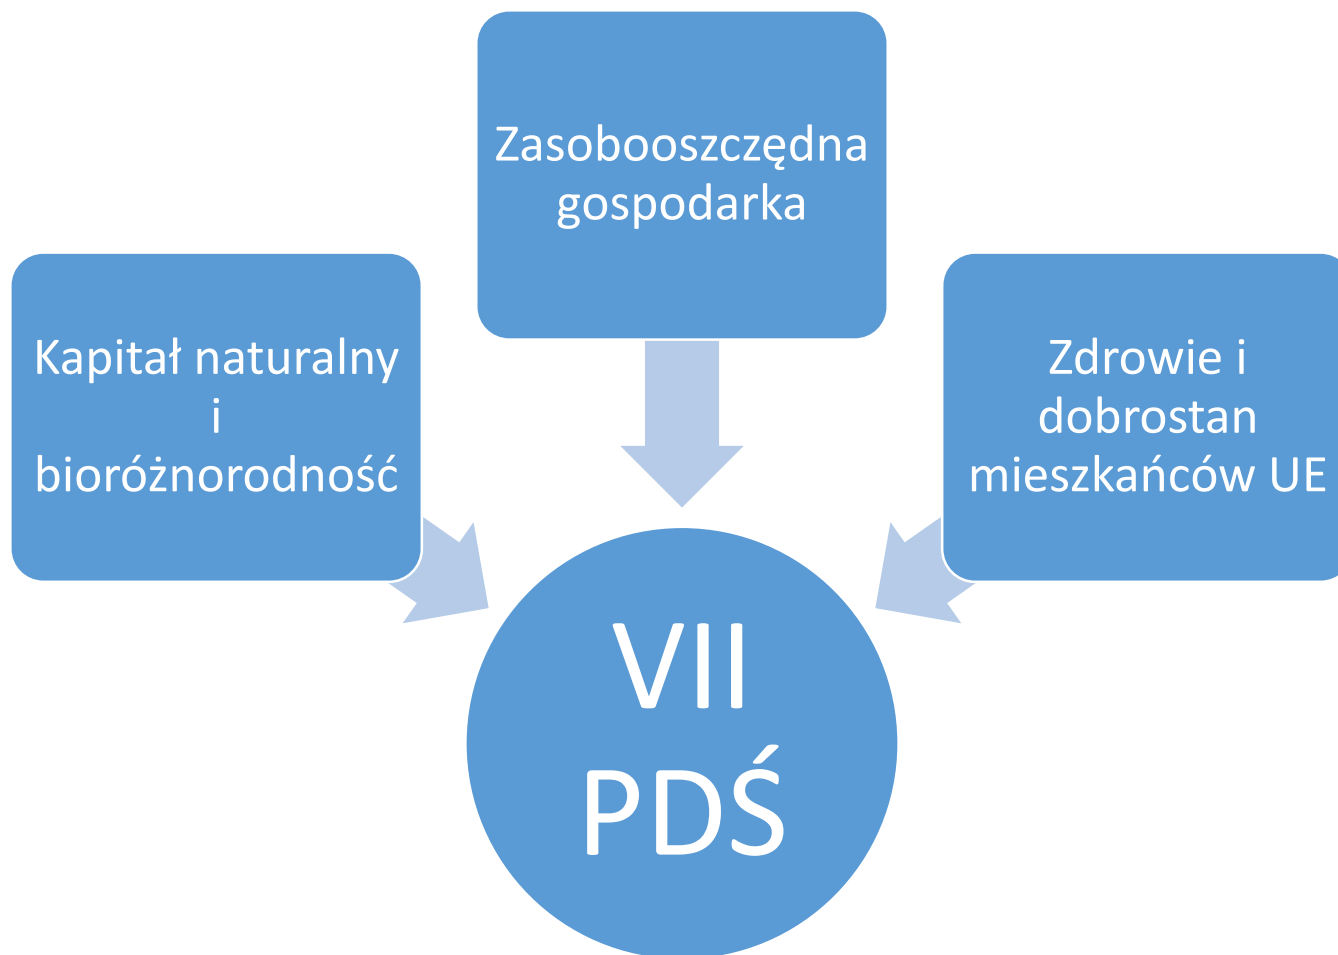 Zasobooszczędna
gospodarka
Kapitał naturalny
i
bioróżnorodność
Zdrowie i
dobrostan
mieszkańców UE
VII
PDŚ